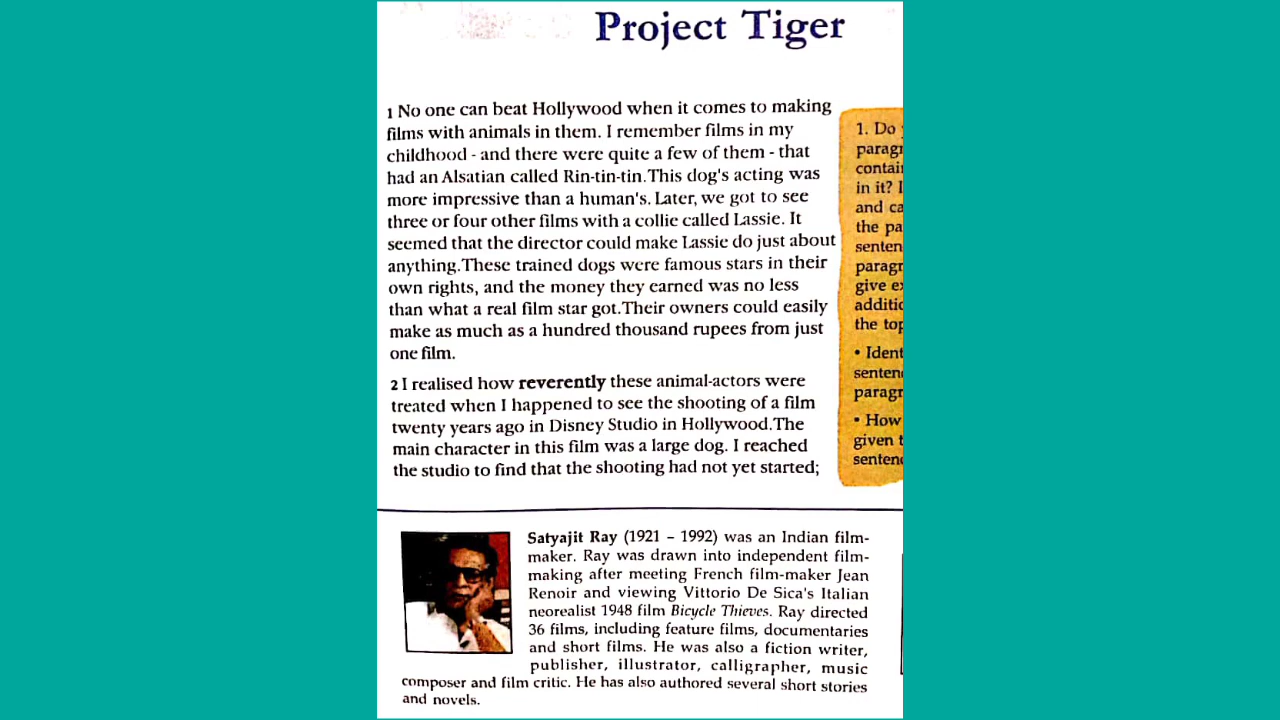 Project Tiger
1 No one can beat Hollywood when it comes to making
films with animals in them. I remember films in my
childhood - and there were quite a few of them - that
had an Alsatian called Rin-tin-tin.This dog's acting was
more impressive than a human's. Later, we got to see
three or four other films with a collie called Lassie. It
seemed that the director could make Lassie do just about
anything.These trained dogs were famous stars in their
own rights, and the money they earned was no less
than what a real film star got.Their owners could easily
make as much as a hundred thousand rupees from just
one film.
2 I realised how reverently these animal-actors were
treated when I happened to see the shooting of a film
twenty years ago in Disney Studio in Hollywood.The
main character in this film was a large dog. I reached
the studio to find that the shooting had not yet started;
1. Do
paragr
contai
in it?
and ca
the pa
senten
paragr
give e
additic
the top
• Ident
sentenc
paragr
• How
given t
sentenc
Satyajit Ray (1921 – 1992) was an Indian film-
maker. Ray was drawn into independent film-
making after meeting French film-maker Jean
Renoir and viewing Vittorio De Sica's Italian
neorealist 1948 film Bicycle Thieves. Ray directed
36 films, including feature films, documentaries
and short films. He was also a fiction writer,
publisher, illustrator, calligrapher, music
composer and film critic. He has also authored several short stories
and novels.